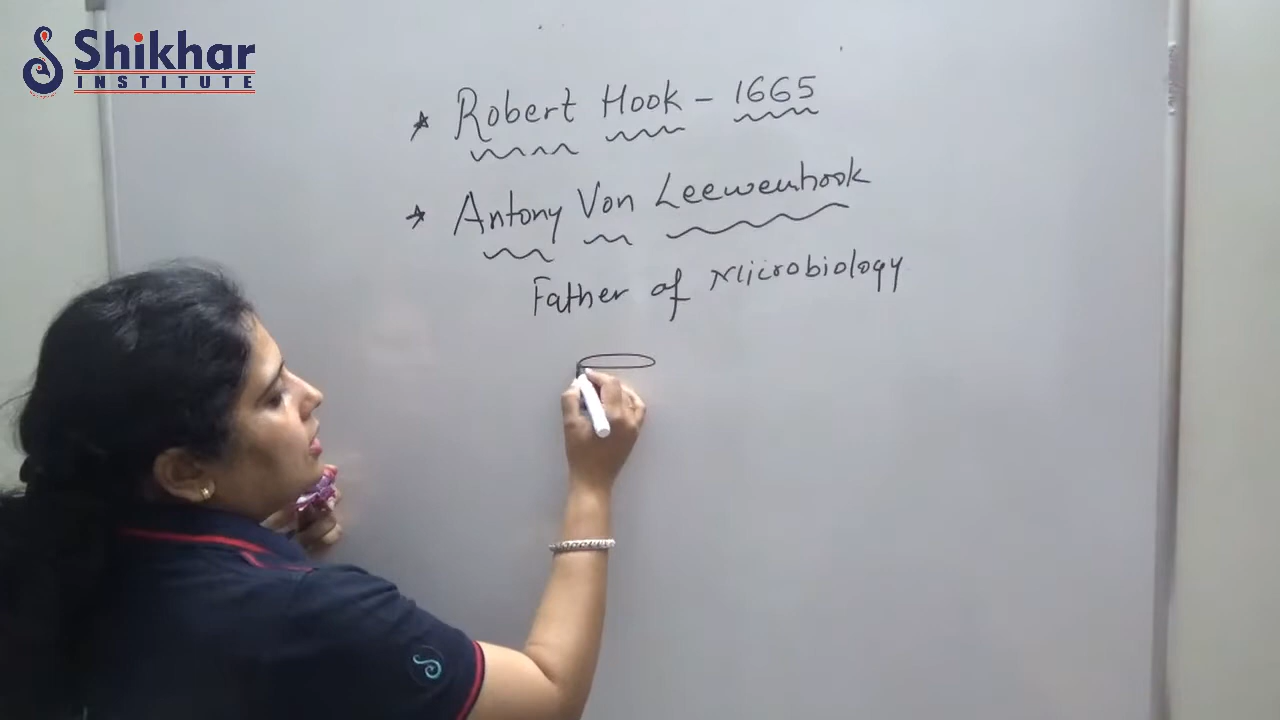 Shikhar
INSTITUTE
* Robert Hook - 1665
* Antony Von Leewenhook
Father of Microbiology